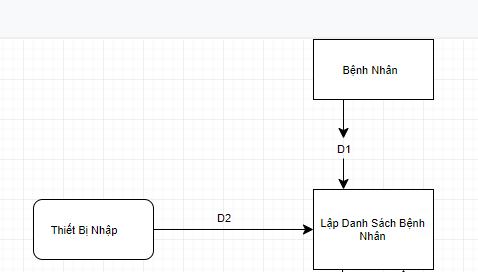 Bệnh Nhân
D1
D2
Thiết Bị Nhập
Lập Danh Sách Bệnh
Nhân